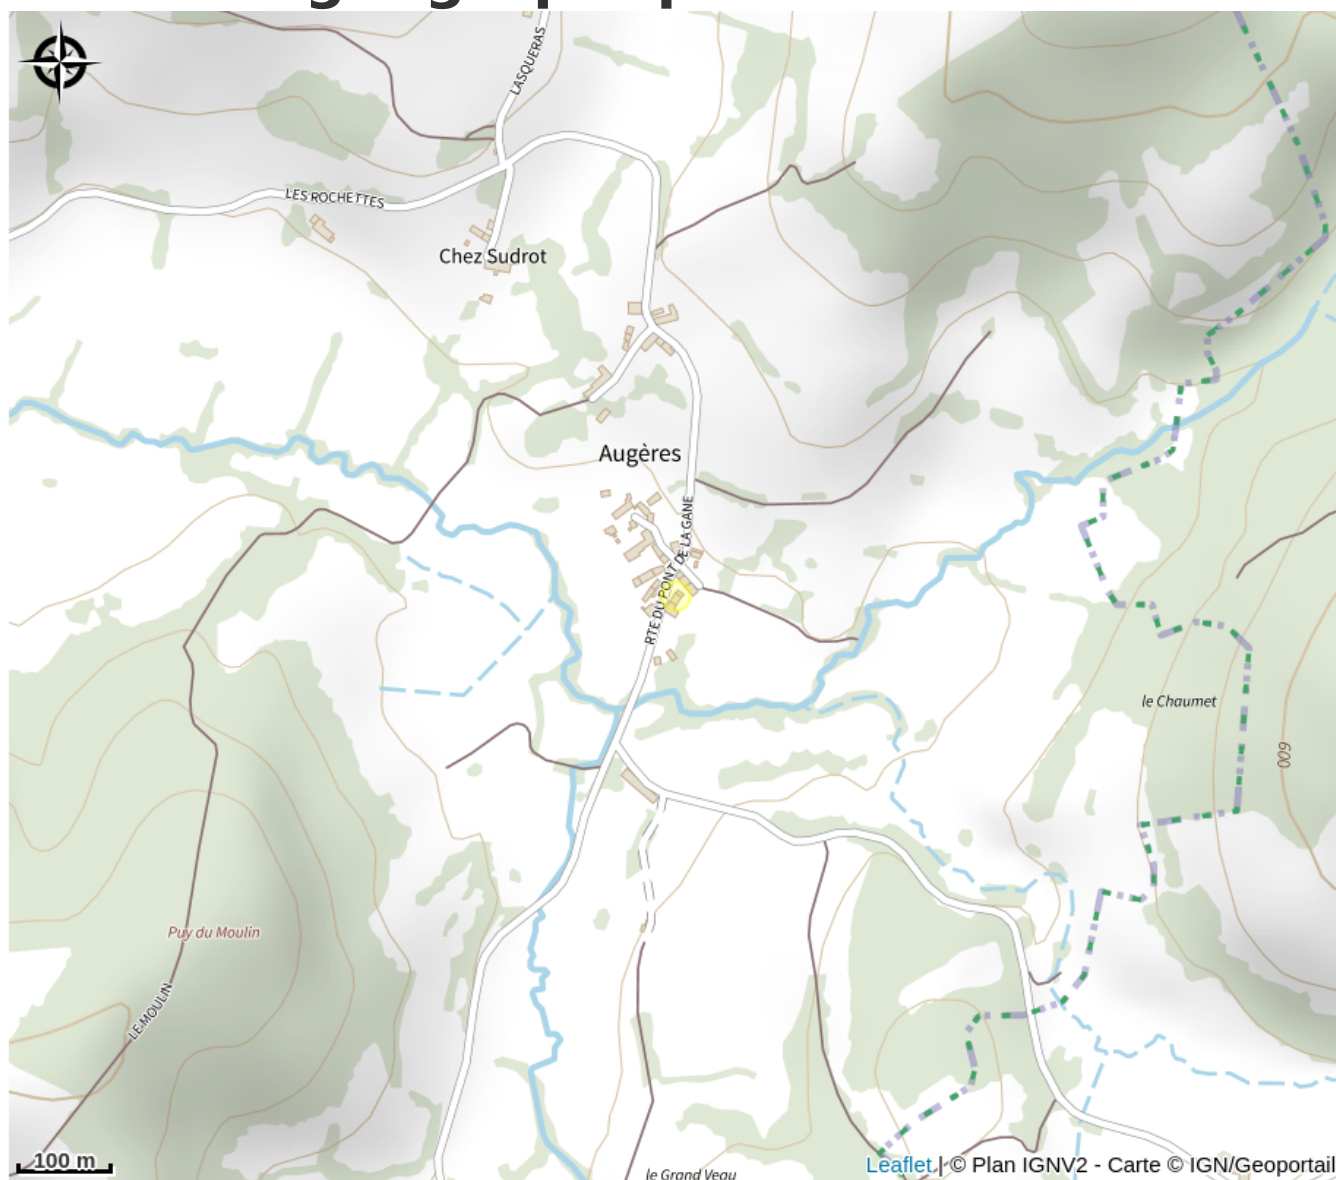 LASQUERAS
LES ROCHETTES
Chez Sudrot
Augères
RTE DU PONT DE LA GANE
le Chaumet
600
Puy du Moulin
LE MOULIN
100 m
le Grand Veau
Leaflet | © Plan IGNV2 - Carte © IGN/Geoportail